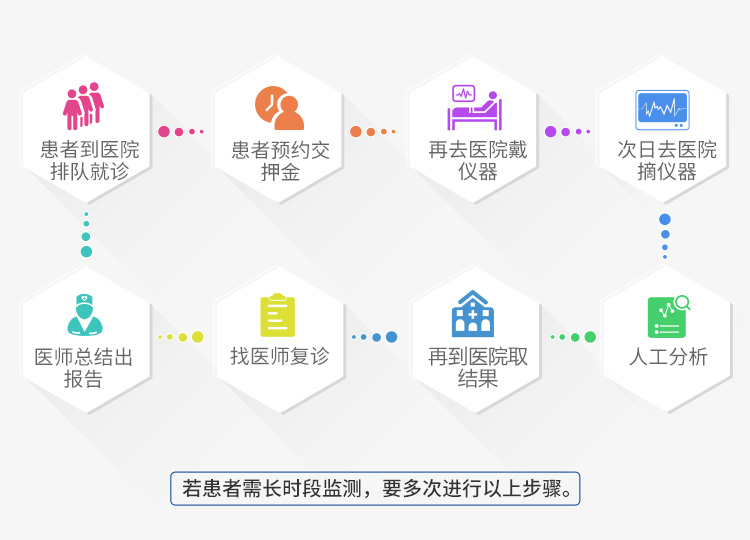 患者到医院
排队就诊
患者预约交
押金
再去医院戴
仪器
次日去医院
摘仪器
医师总结出
报告
找医师复诊
再到医院取
结果
人工分析
若患者需长时段监测，要多次进行以上步骤。